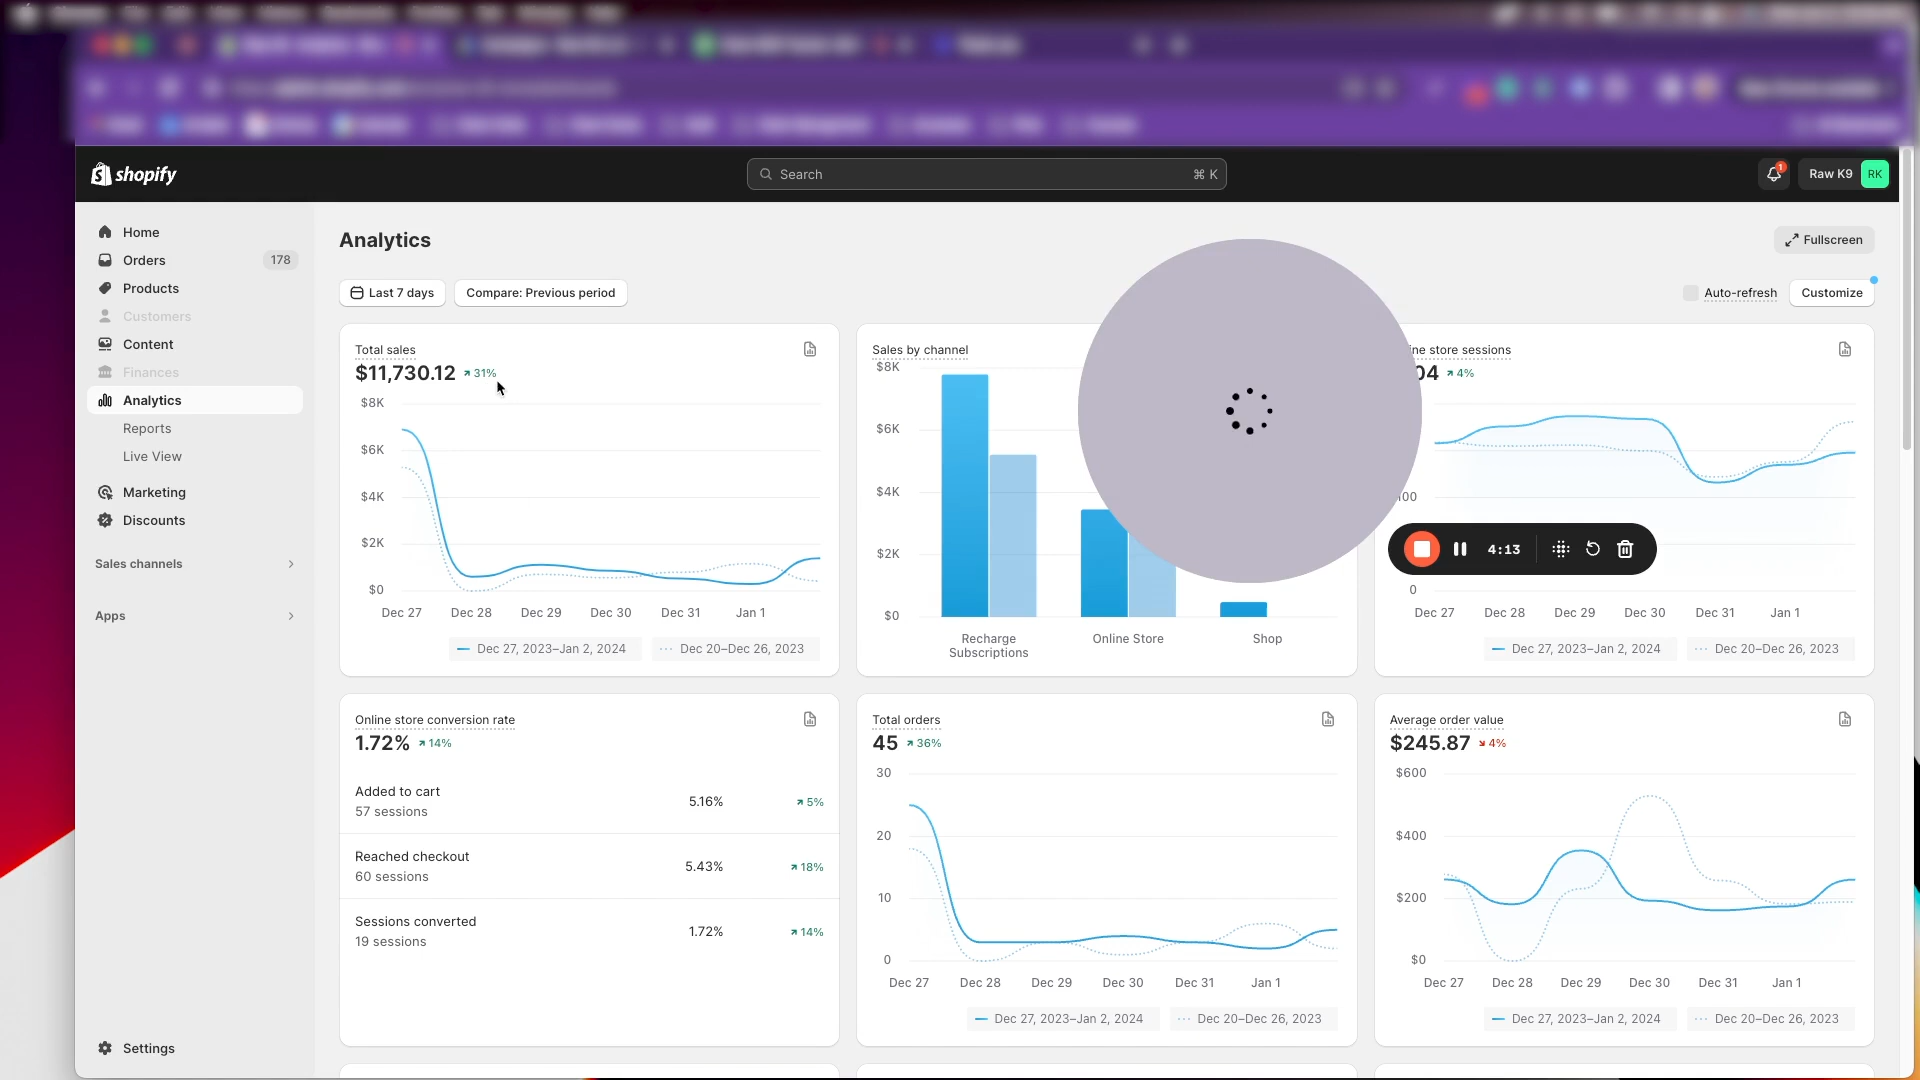 shopify
Search
⌘ K
1
Raw K9
RK
Home
Orders
178
Products
Customers
Content
Finances
Analytics
Reports
Live View
Marketing
Discounts
Sales channels
Apps
Settings
Analytics
Fullscreen
Last 7 days
Compare: Previous period
Auto-refresh
Customize
Total sales
$11,730.12
31%
$8K
$6K
$4K
$2K
$0
Dec 27
Dec 28
Dec 29
Dec 30
Dec 31
Jan 1
Dec 27, 2023–Jan 2, 2024
Dec 20–Dec 26, 2023
Sales by channel
$8K
$6K
$4K
$2K
$0
Recharge
Subscriptions
Online Store
Shop
ne store sessions
04
4%
100
0
Dec 27
Dec 28
Dec 29
Dec 30
Dec 31
Jan 1
Dec 27, 2023–Jan 2, 2024
Dec 20–Dec 26, 2023
4:13
Online store conversion rate
1.72%
14%
Added to cart
57 sessions
5.16%
5%
Reached checkout
60 sessions
5.43%
18%
Sessions converted
19 sessions
1.72%
14%
Total orders
45
36%
30
20
10
0
Dec 27
Dec 28
Dec 29
Dec 30
Dec 31
Jan 1
Dec 27, 2023–Jan 2, 2024
Dec 20–Dec 26, 2023
Average order value
$245.87
4%
$600
$400
$200
$0
Dec 27
Dec 28
Dec 29
Dec 30
Dec 31
Jan 1
Dec 27, 2023–Jan 2, 2024
Dec 20–Dec 26, 2023